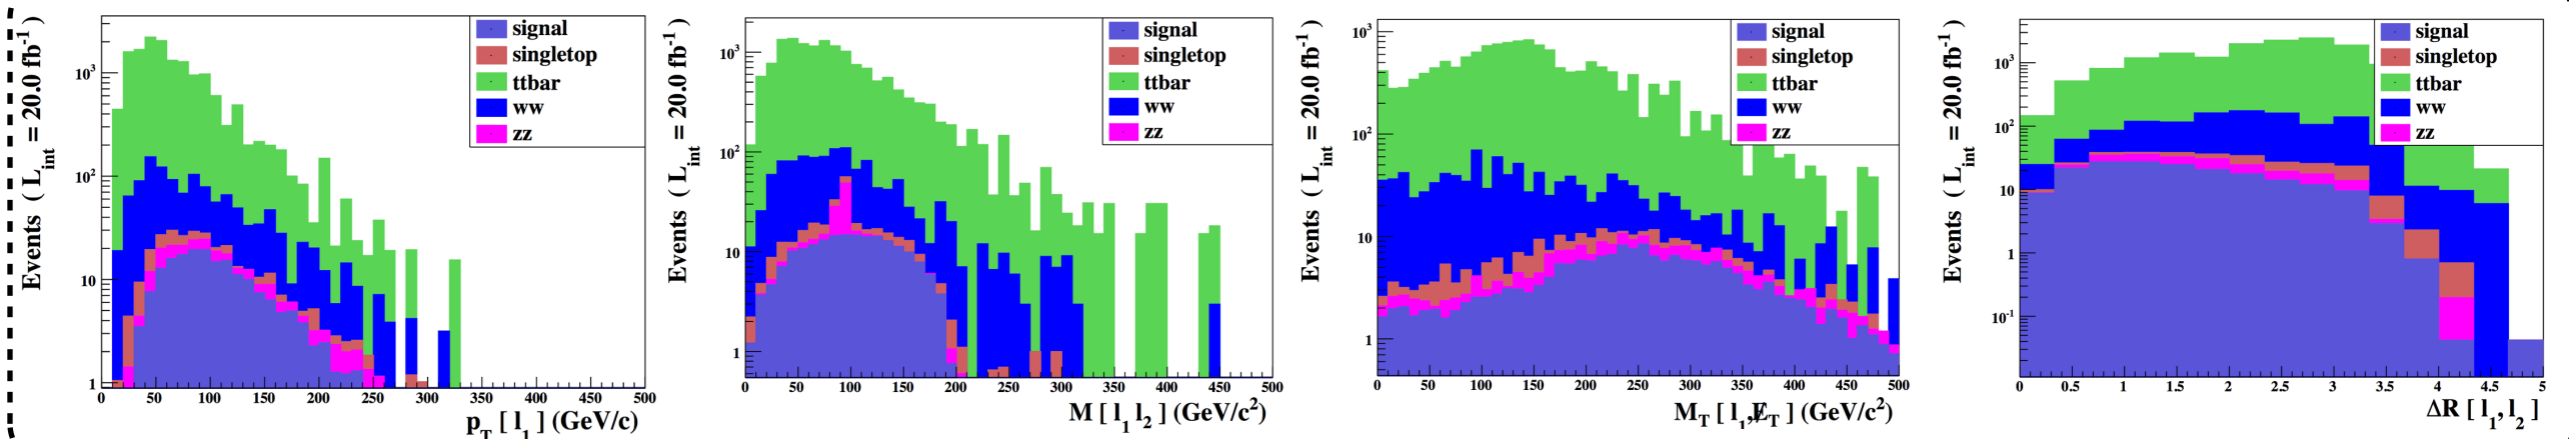 Events ( L_int = 20.0 fb^-1 )
signal
singletop
ttbar
ww
zz
10^3
10^2
10
1
0 50 100 150 200 250 300 350 400 450 500
p_T [ l_1 ] (GeV/c)
Events ( L_int = 20.0 fb^-1 )
signal
singletop
ttbar
ww
zz
10^3
10^2
10
1
0 50 100 150 200 250 300 350 400 450 500
M [ l_1 l_2 ] (GeV/c^2)
Events ( L_int = 20.0 fb^-1 )
signal
singletop
ttbar
ww
zz
10^3
10^2
10
1
0 50 100 150 200 250 300 350 400 450 500
M_T [ l_1, E̸_T ] (GeV/c^2)
Events ( L_int = 20.0 fb^-1 )
signal
singletop
ttbar
ww
zz
10^3
10^2
10
1
10^-1
0 0.5 1 1.5 2 2.5 3 3.5 4 4.5 5
ΔR [ l_1, l_2 ]